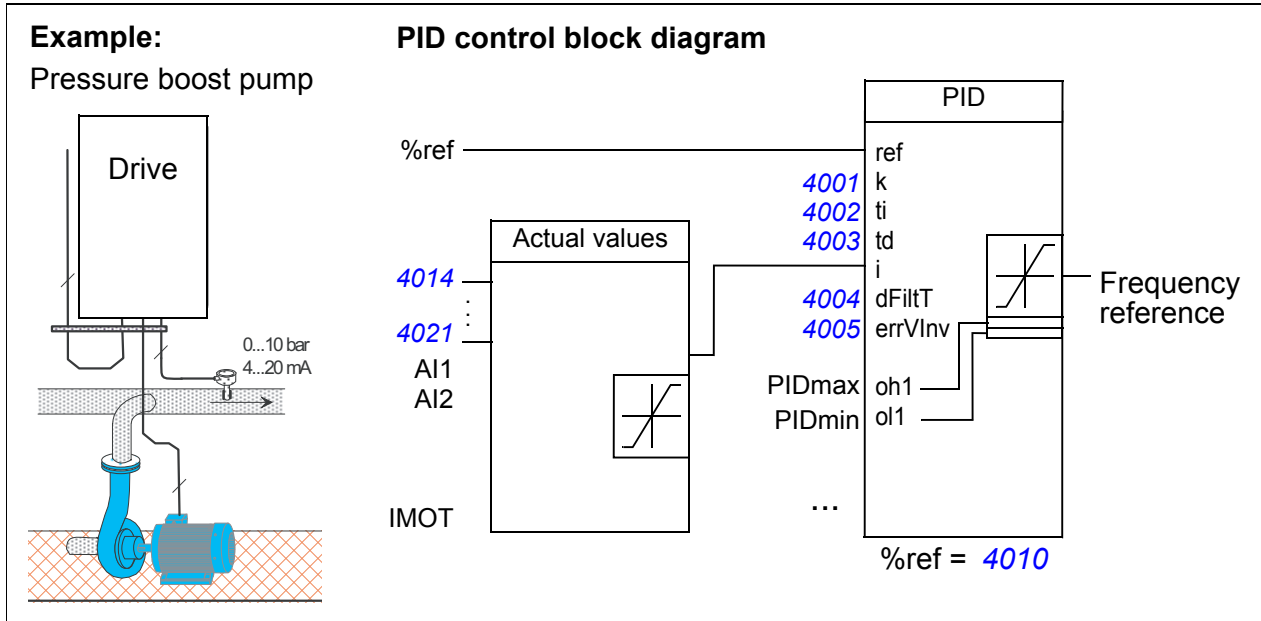 Example:
Pressure boost pump
Drive
0...10 bar
4...20 mA
PID control block diagram
%ref
4014
4021
AI1
AI2
IMOT
Actual values
PID
ref
4001 k
4002 ti
4003 td
i
4004 dFiltT
4005 errVInv
PIDmax oh1
PIDmin ol1
...
Frequency
reference
%ref = 4010